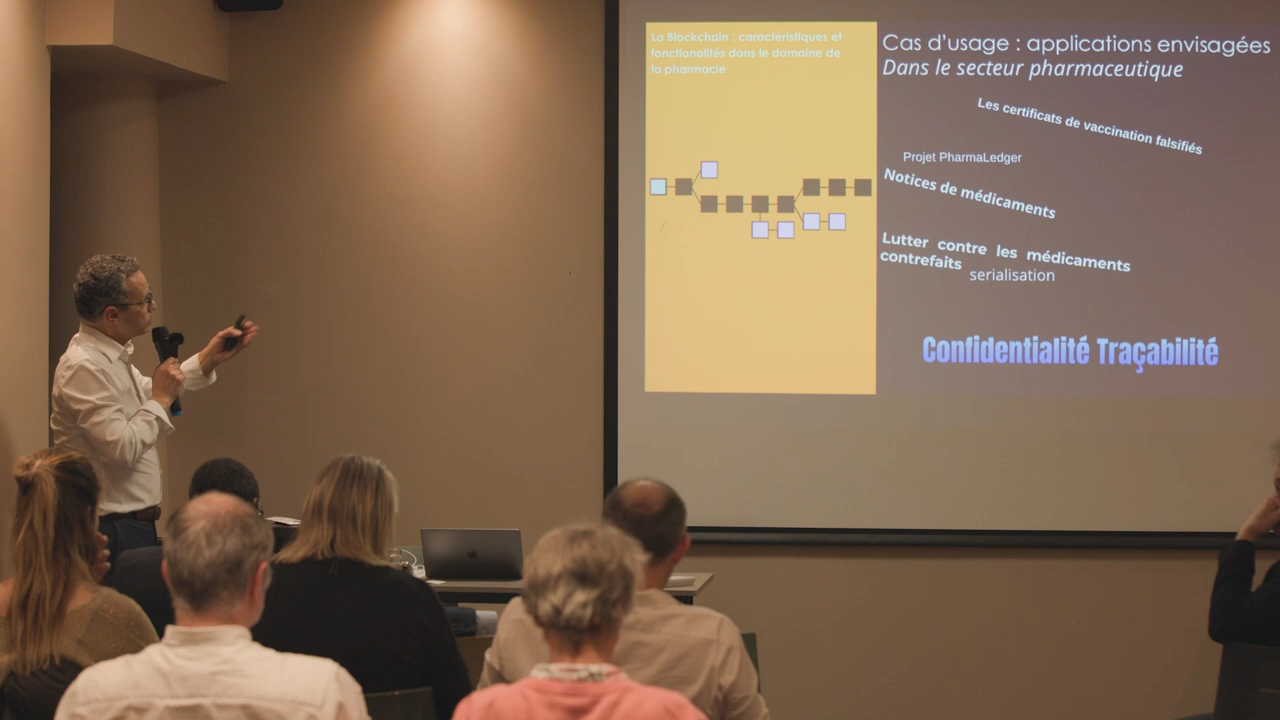 La Blockchain : caractéristiques et
fonctionalités dans le domaine de
la pharmacie
Cas d'usage : applications envisagées
Dans le secteur pharmaceutique
Les certificats de vaccination falsifiés
Projet PharmaLedger
Notices de médicaments
Lutter contre les médicaments
contrefaits
serialisation
Confidentialité Traçabilité